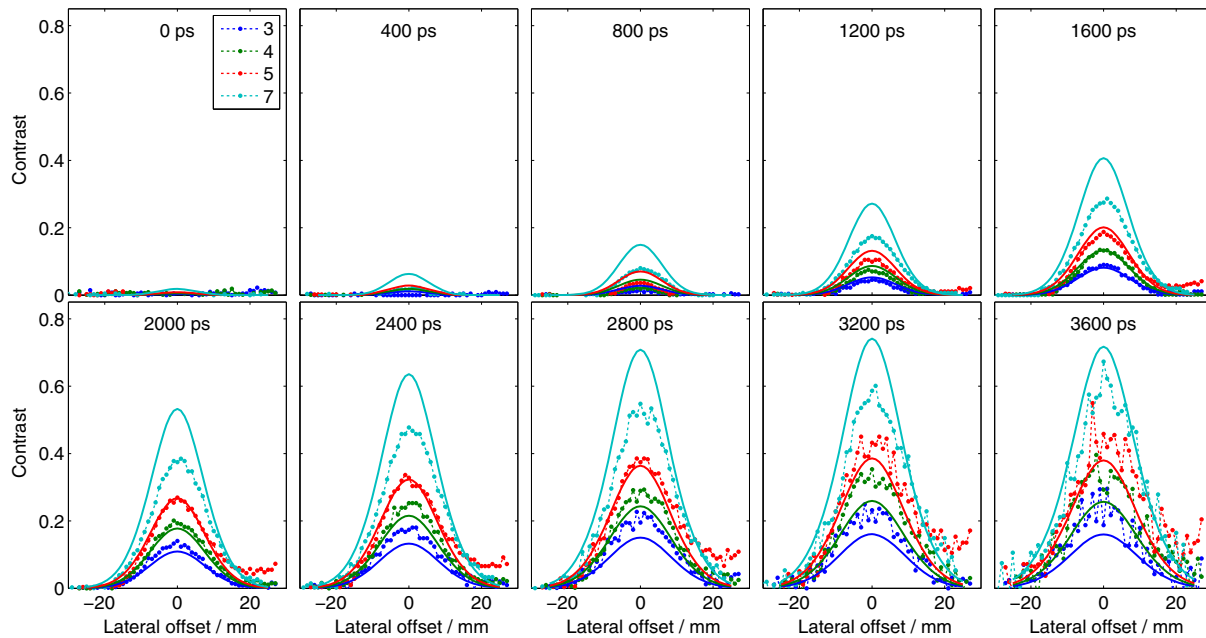 0 ps
400 ps
800 ps
1200 ps
1600 ps
3
4
5
7
Contrast
0.8
0.6
0.4
0.2
0
2000 ps
2400 ps
2800 ps
3200 ps
3600 ps
Contrast
0.8
0.6
0.4
0.2
0
−20 0 20
−20 0 20
−20 0 20
−20 0 20
−20 0 20
Lateral offset / mm
Lateral offset / mm
Lateral offset / mm
Lateral offset / mm
Lateral offset / mm